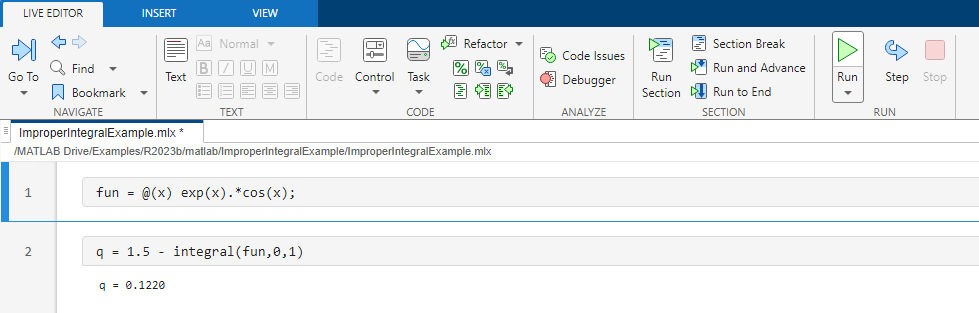 LIVE EDITOR INSERT VIEW
Go To
Find
Bookmark
NAVIGATE
Text
Aa Normal
B I U M
TEXT
Code
Control
Task
Refactor
CODE
Code Issues
Debugger
ANALYZE
Run
Section
Section Break
Run and Advance
Run to End
SECTION
Run
Step
Stop
RUN
ImproperIntegralExample.mlx *
/MATLAB Drive/Examples/R2023b/matlab/ImproperIntegralExample/ImproperIntegralExample.mlx
1 fun = @(x) exp(x).*cos(x);
2 q = 1.5 - integral(fun,0,1)
q = 0.1220